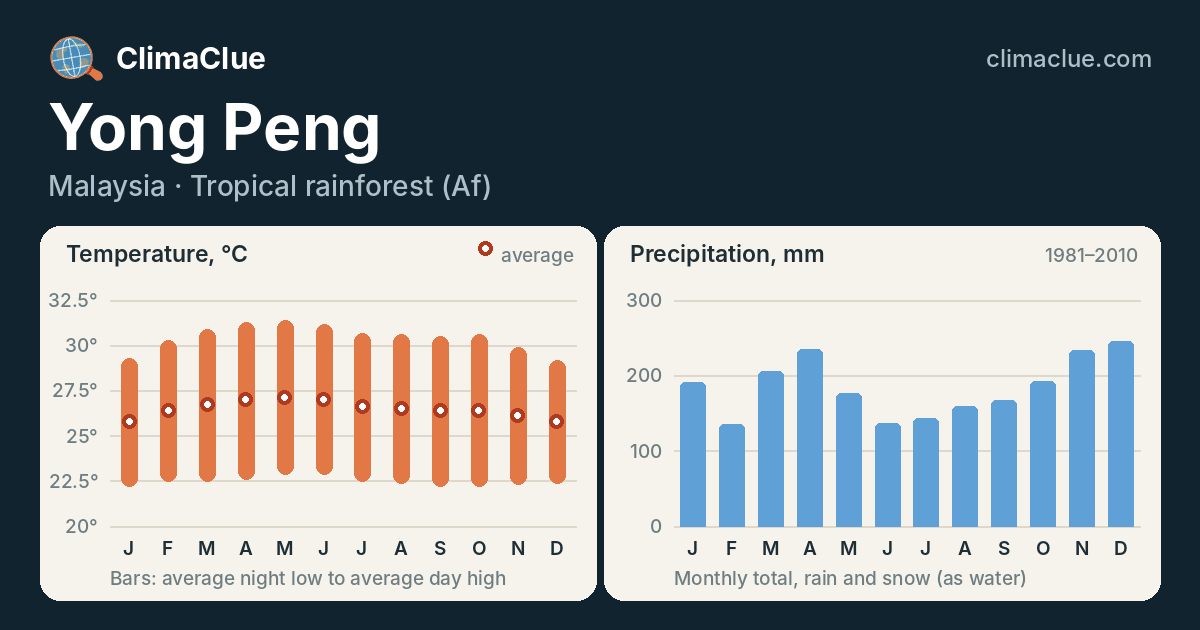 ClimaClue
climaclue.com
Yong Peng
Malaysia · Tropical rainforest (Af)
Temperature, °C
average
32.5°
30°
27.5°
25°
22.5°
20°
J F M A M J J A S O N D
Bars: average night low to average day high
Precipitation, mm
1981–2010
300
200
100
0
J F M A M J J A S O N D
Monthly total, rain and snow (as water)